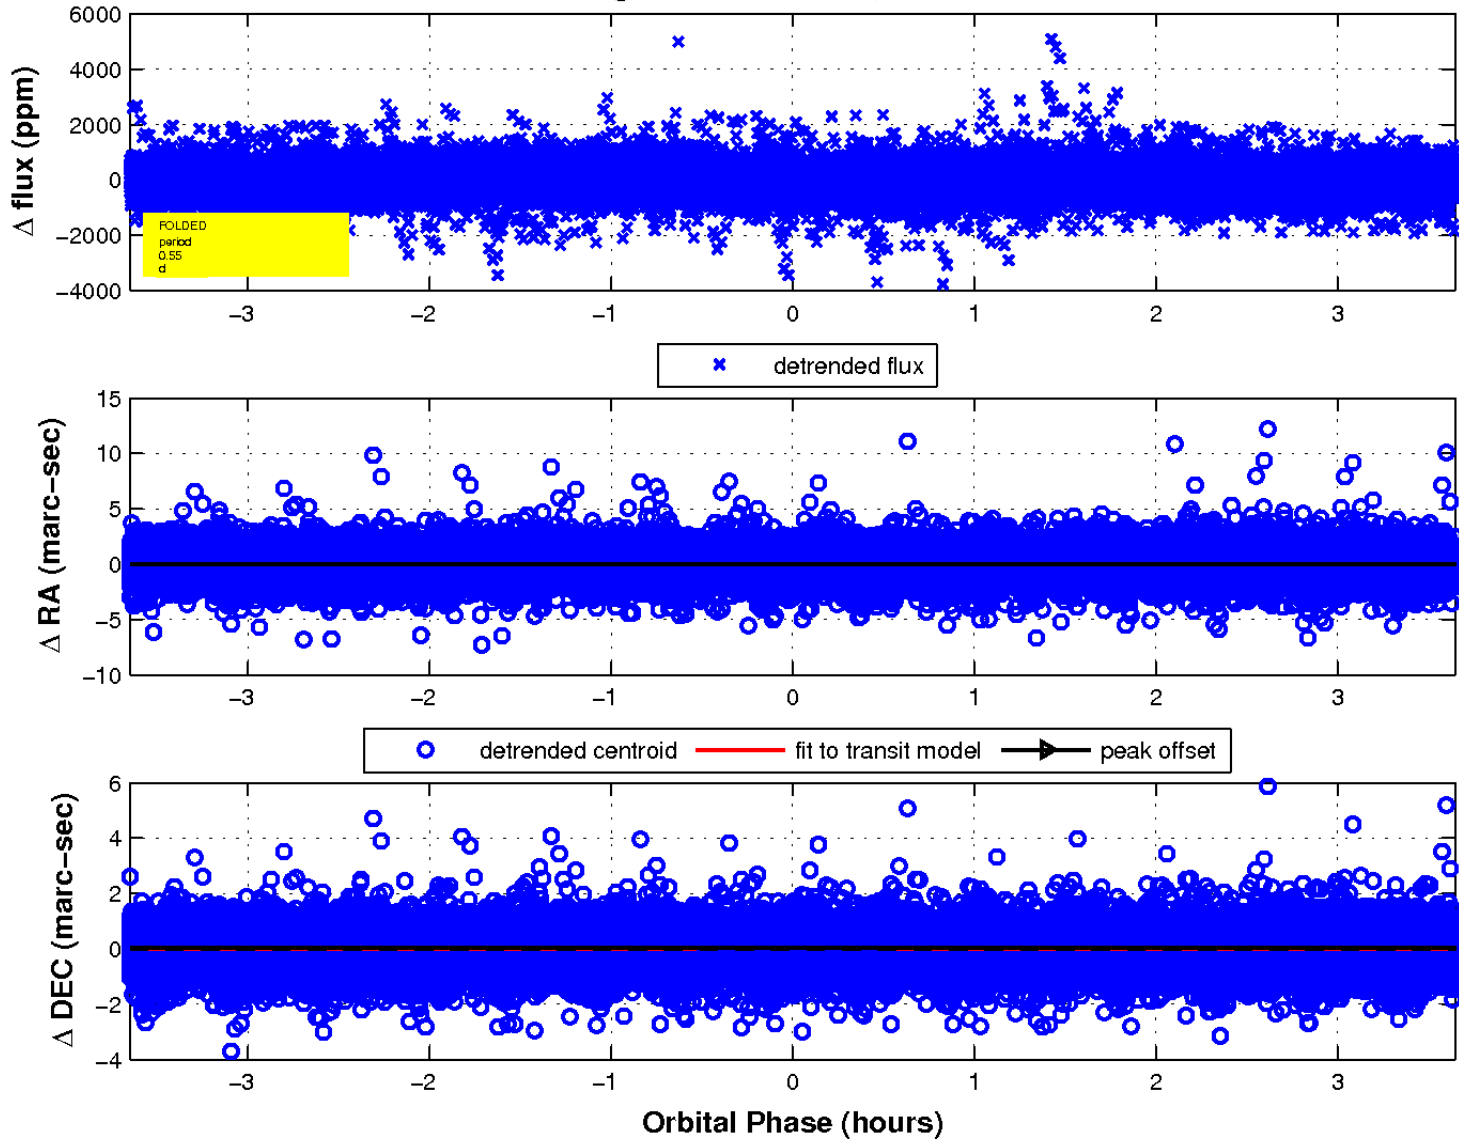 6000
4000
2000
0
−2000
−4000
Δ flux (ppm)
FOLDED
period
0.55
d
−3 −2 −1 0 1 2 3
detrended flux
15
10
5
0
−5
−10
Δ RA (marc−sec)
−3 −2 −1 0 1 2 3
detrended centroid fit to transit model peak offset
6
4
2
0
−2
−4
Δ DEC (marc−sec)
−3 −2 −1 0 1 2 3
Orbital Phase (hours)